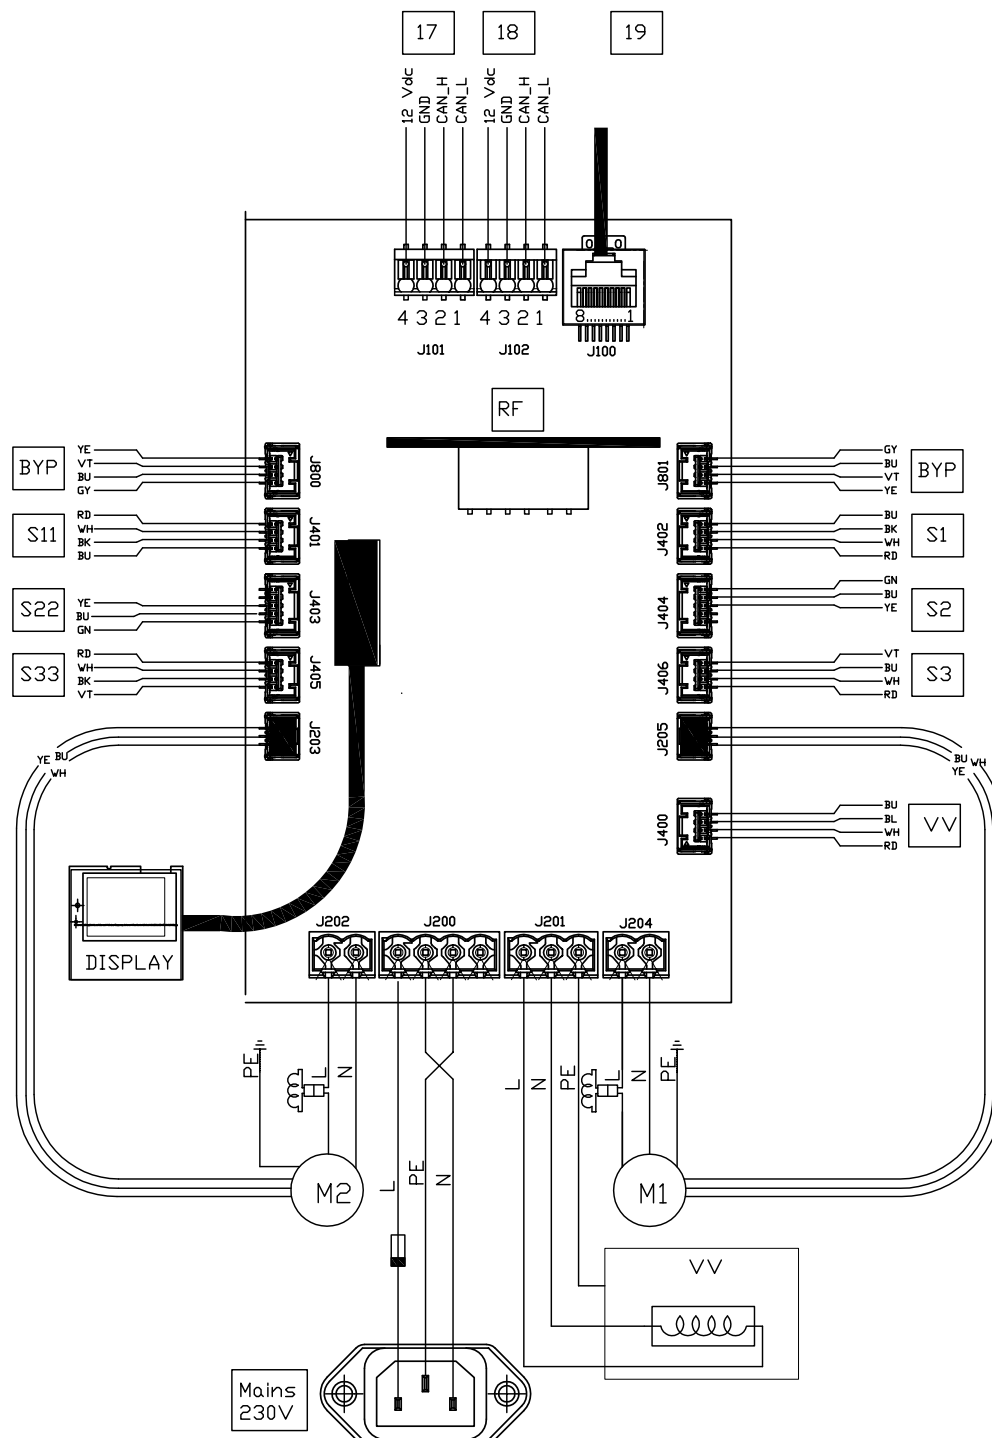 17 18 19
12 Vdc GND CAN_H CAN_L 12 Vdc GND CAN_H CAN_L
4 3 2 1 4 3 2 1 8 1
J101 J102 J100
RF
BYP YE VT BU GY J800
J801 GY BU VT YE BYP
S11 RD WH BK BU J401
J402 BU BK WH RD S1
S22 YE BU GN J403
J404 GN BU YE S2
S33 RD WH BK VT J405
J406 VT BU WH RD S3
J203 J205
YE BU WH
BU WH YE
J400 BU BL WH RD VV
DISPLAY
J202 J200 J201 J204
PE L N L N PE L N PE
M2 L PE N M1
VV
Mains
230V